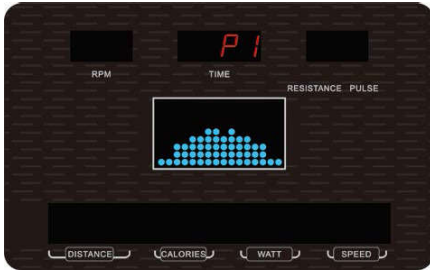 P1
RPM
TIME
RESISTANCE PULSE
DISTANCE CALORIES WATT SPEED